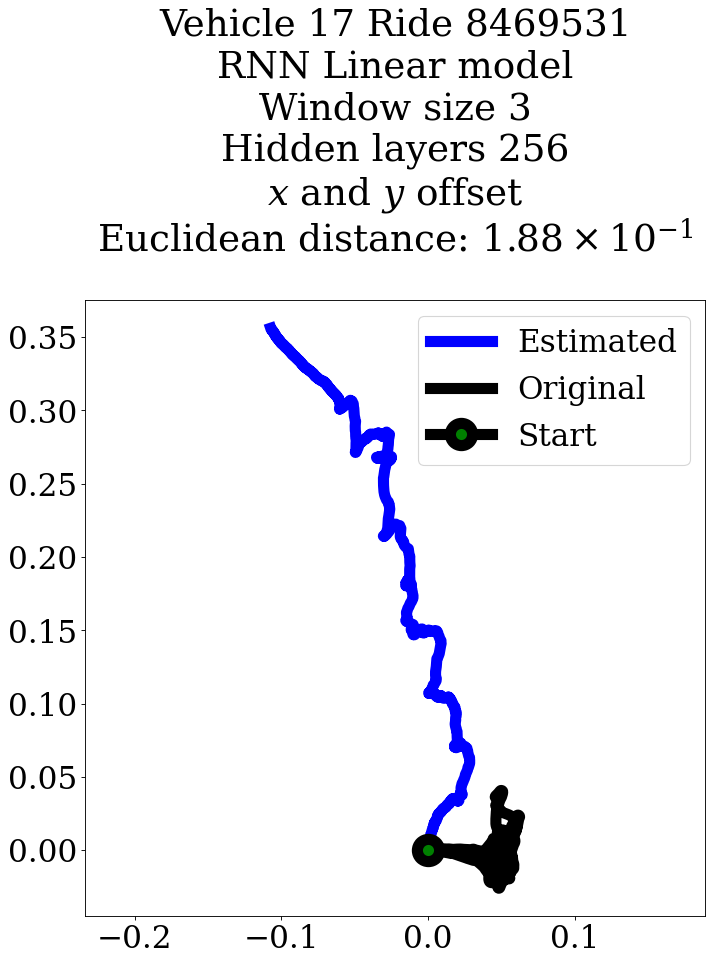 Vehicle 17 Ride 8469531
RNN Linear model
Window size 3
Hidden layers 256
x and y offset
Euclidean distance: 1.88 × 10⁻¹
Estimated
Original
Start
0.35
0.30
0.25
0.20
0.15
0.10
0.05
0.00
−0.2 −0.1 0.0 0.1